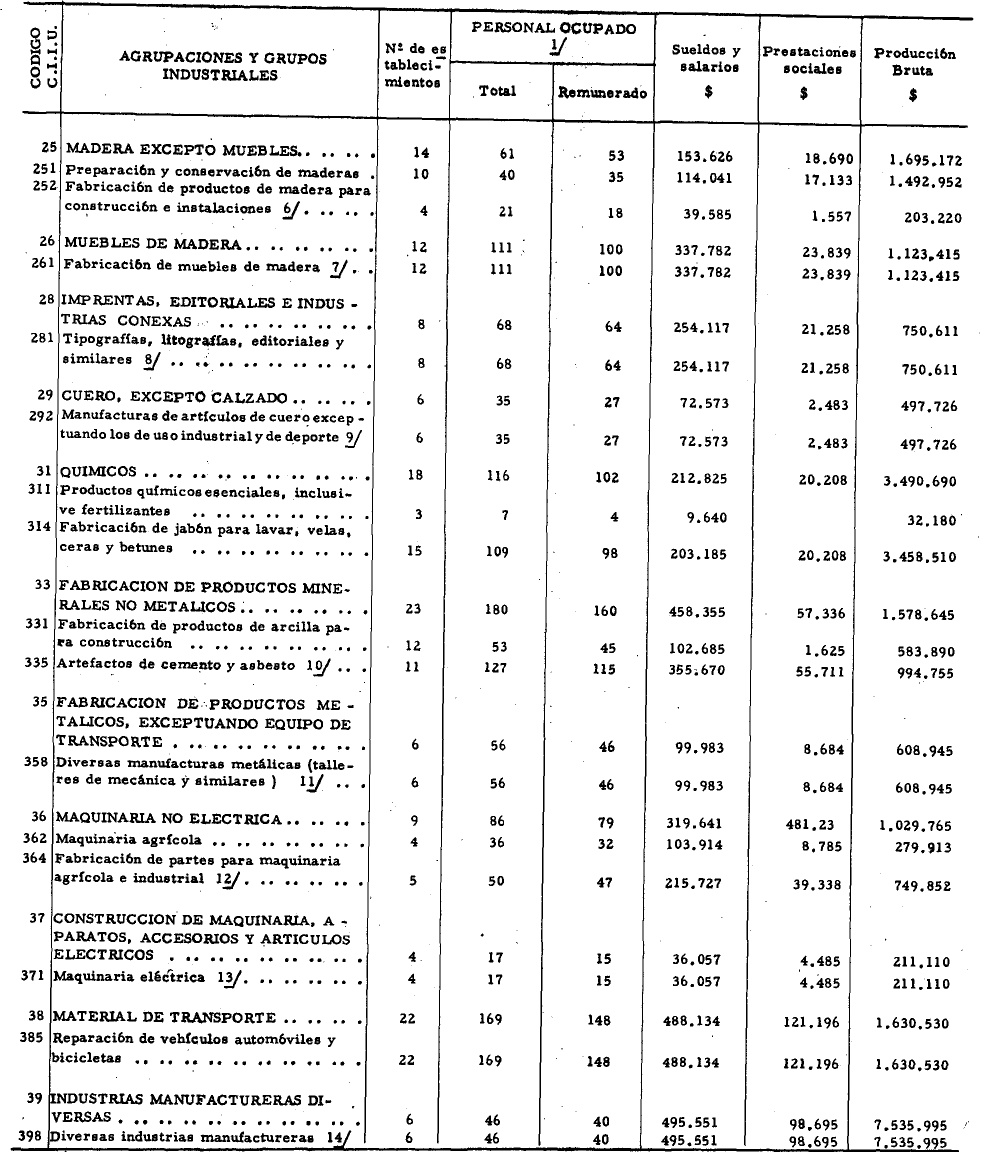 CODIGO C.I.I.U. AGRUPACIONES Y GRUPOS INDUSTRIALES Nº de es tableci- mientos PERSONAL OCUPADO 1/ Total Remunerado Sueldos y salarios $ Prestaciones sociales $ Producción Bruta $
25 MADERA EXCEPTO MUEBLES.. .. .. . 14 61 53 153.626 18.690 1.695.172
251 Preparación y conservación de maderas . 10 40 35 114.041 17.133 1.492.952
252 Fabricación de productos de madera para
construcción e instalaciones 6/. .. .. . 4 21 18 39.585 1.557 203.220
26 MUEBLES DE MADERA.. .. .. .. .. . 12 111 100 337.782 23.839 1.123.415
261 Fabricación de muebles de madera 7/. . 12 111 100 337.782 23.839 1.123.415
28 IMPRENTAS, EDITORIALES E INDUS -
TRIAS CONEXAS .. .. .. .. .. . 8 68 64 254.117 21.258 750.611
281 Tipografías, litografías, editoriales y
similares 8/ .. .. .. .. .. .. .. . 8 68 64 254.117 21.258 750.611
29 CUERO, EXCEPTO CALZADO.. .. .. . 6 35 27 72.573 2.483 497.726
292 Manufacturas de artículos de cuero excep -
tuando los de uso industrial y de deporte 9/ 6 35 27 72.573 2.483 497.726
31 QUIMICOS .. .. .. .. .. .. .. .. . 18 116 102 212.825 20.208 3.490.690
311 Productos químicos esenciales, inclusi-
ve fertilizantes .. .. .. .. .. .. . 3 7 4 9.640 32.180
314 Fabricación de jabón para lavar, velas,
ceras y betunes .. .. .. .. .. .. . 15 109 98 203.185 20.208 3.458.510
33 FABRICACION DE PRODUCTOS MINE-
RALES NO METALICOS .. .. .. .. . 23 180 160 458.355 57.336 1.578.645
331 Fabricación de productos de arcilla pa-
ra construcción .. .. .. .. .. .. . 12 53 45 102.685 1.625 583.890
335 Artefactos de cemento y asbesto 10/ .. . 11 127 115 355.670 55.711 994.755
35 FABRICACION DE PRODUCTOS ME -
TALICOS, EXCEPTUANDO EQUIPO DE
TRANSPORTE . .. .. .. .. .. .. . 6 56 46 99.983 8.684 608.945
358 Diversas manufacturas metálicas (talle-
res de mecánica y similares ) 11/ .. . 6 56 46 99.983 8.684 608.945
36 MAQUINARIA NO ELECTRICA.. .. .. . 9 86 79 319.641 481.23 1.029.765
362 Maquinaria agrícola .. .. .. .. .. . 4 36 32 103.914 8.785 279.913
364 Fabricación de partes para maquinaria
agrícola e industrial 12/. .. .. .. . 5 50 47 215.727 39.338 749.852
37 CONSTRUCCION DE MAQUINARIA, A -
PARATOS, ACCESORIOS Y ARTICULOS
ELECTRICOS . .. .. .. .. .. .. . 4 17 15 36.057 4.485 211.110
371 Maquinaria eléctrica 13/. .. .. .. . 4 17 15 36.057 4.485 211.110
38 MATERIAL DE TRANSPORTE .. .. .. . 22 169 148 488.134 121.196 1.630.530
385 Reparación de vehículos automóviles y
bicicletas .. .. .. .. .. .. .. .. . 22 169 148 488.134 121.196 1.630.530
39 INDUSTRIAS MANUFACTURERAS DI-
VERSAS . .. .. .. .. .. .. .. .. . 6 46 40 495.551 98.695 7.535.995
398 Diversas industrias manufactureras 14/ 6 46 40 495.551 98.695 7.535.995